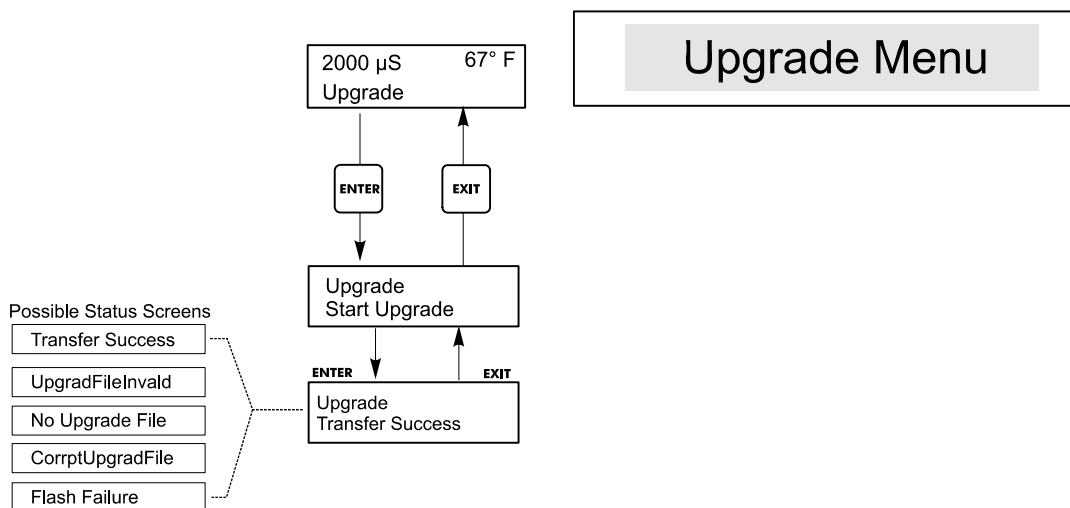 Upgrade Menu
2000 µS 67° F
Upgrade
ENTER EXIT
Upgrade
Start Upgrade
Possible Status Screens
Transfer Success
UpgradFileInvald
No Upgrade File
CorrptUpgradFile
Flash Failure
ENTER EXIT
Upgrade
Transfer Success